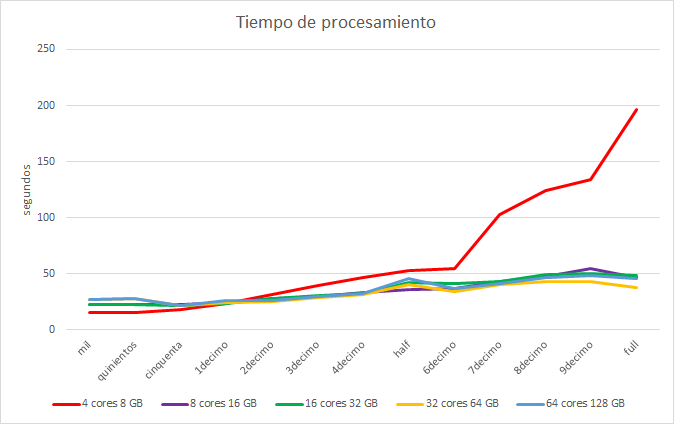 Tiempo de procesamiento
250
200
150
100
50
0
segundos
mil
quinientos
cinquenta
1decimo
2decimo
3decimo
4decimo
half
6decimo
7decimo
8decimo
9decimo
full
4 cores 8 GB
8 cores 16 GB
16 cores 32 GB
32 cores 64 GB
64 cores 128 GB